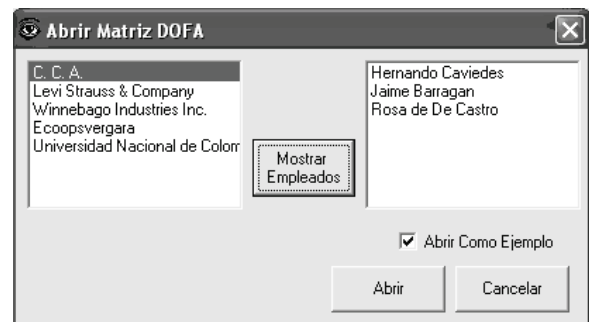 Abrir Matriz DOFA
C. C. A.
Levi Strauss & Company
Winnebago Industries Inc.
Ecoopsvergara
Universidad Nacional de Colom
Mostrar
Empleados
Hernando Caviedes
Jaime Barragan
Rosa de De Castro
Abrir Como Ejemplo
Abrir
Cancelar